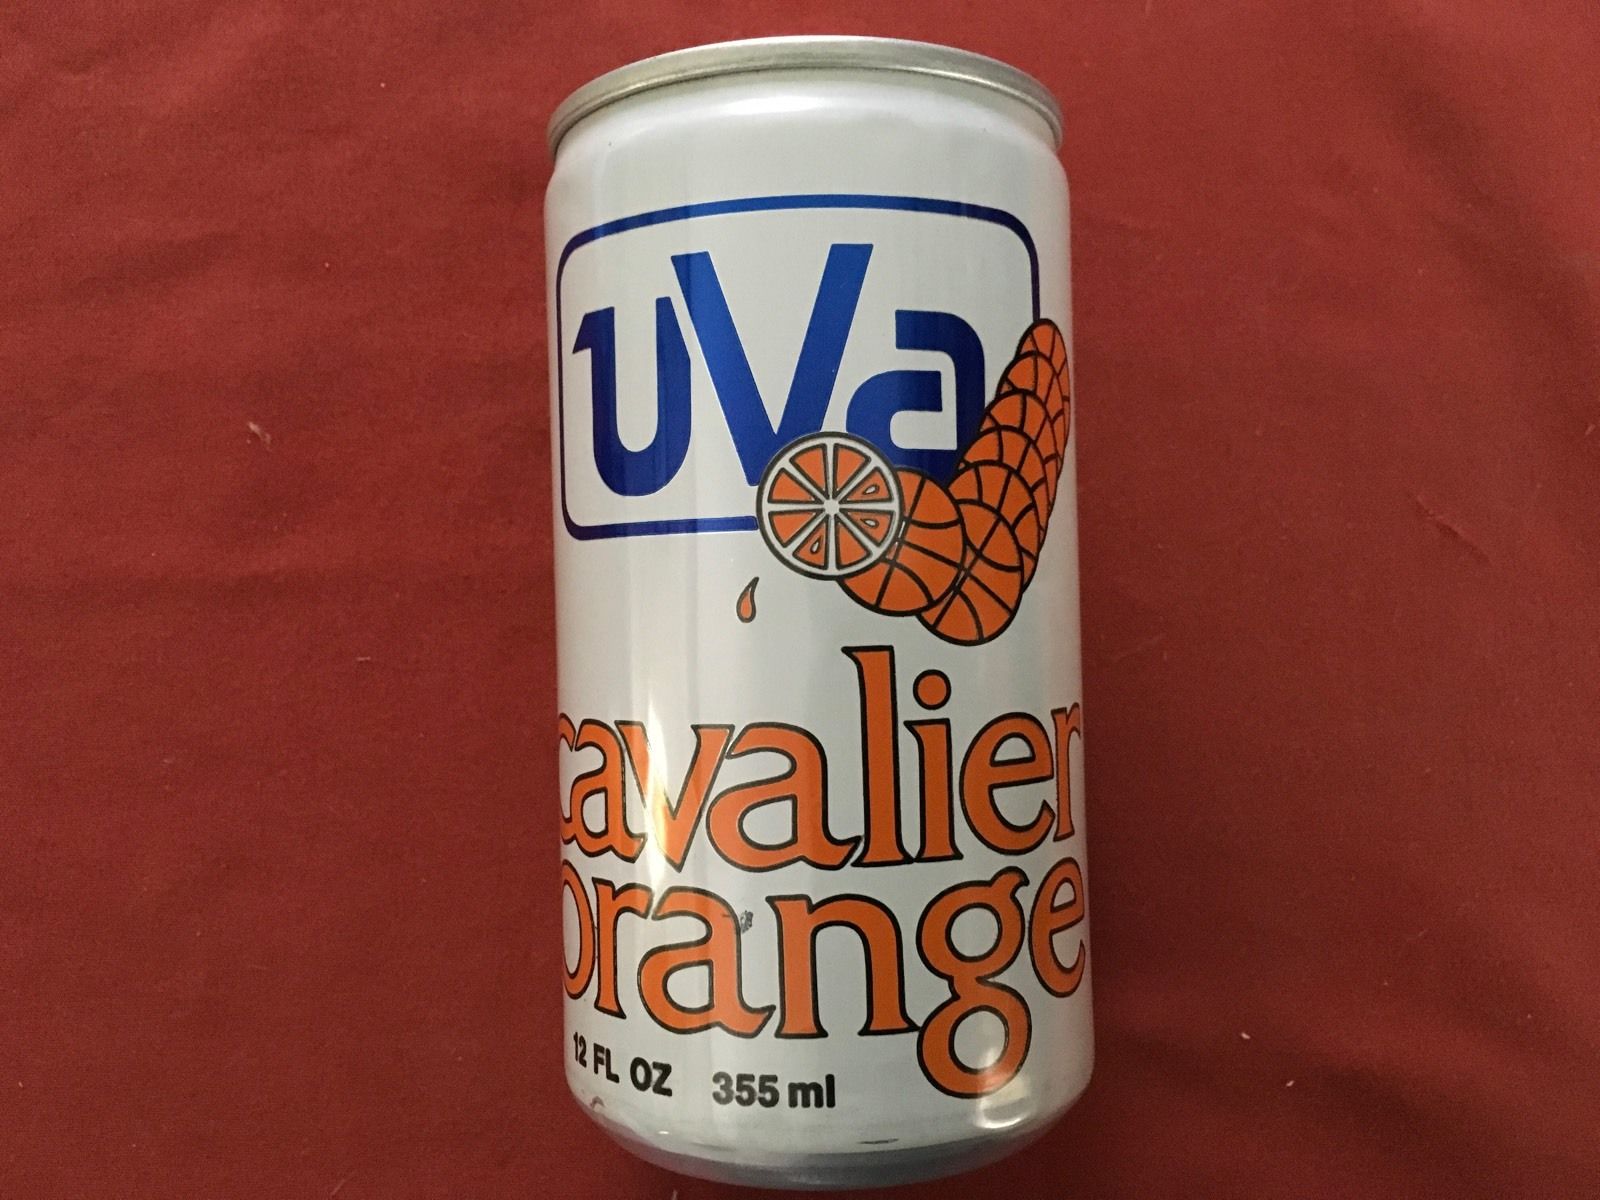 uVa
cavalier
orange
12 FL OZ 355 ml